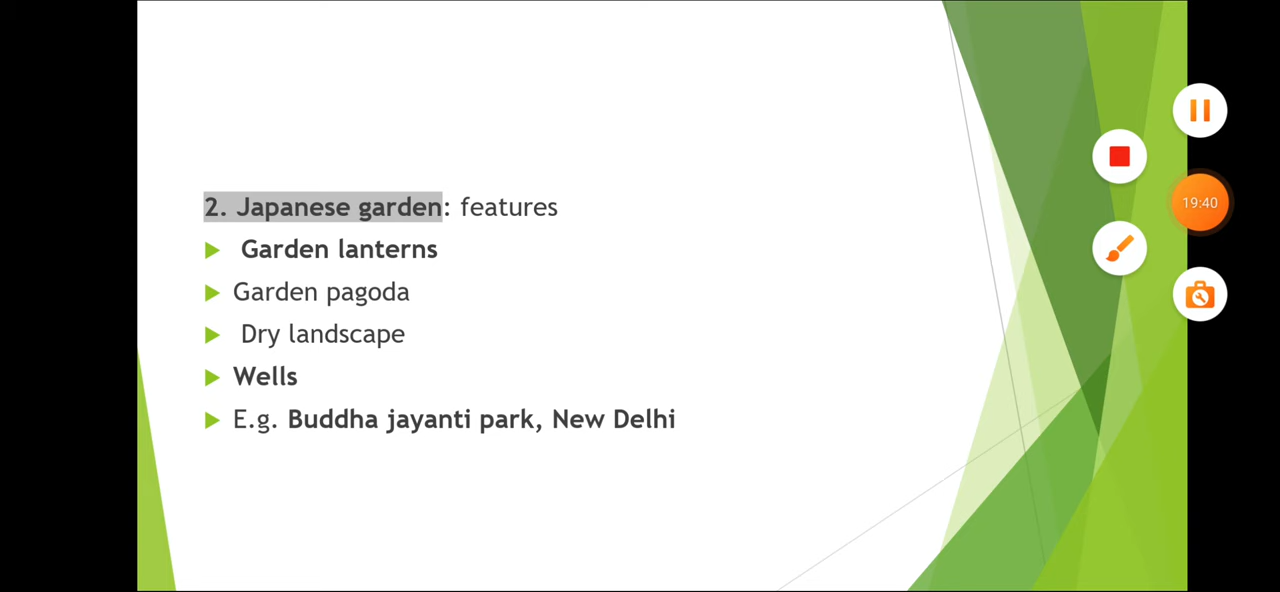 2. Japanese garden: features
Garden lanterns
Garden pagoda
Dry landscape
Wells
E.g. Buddha jayanti park, New Delhi
19:40